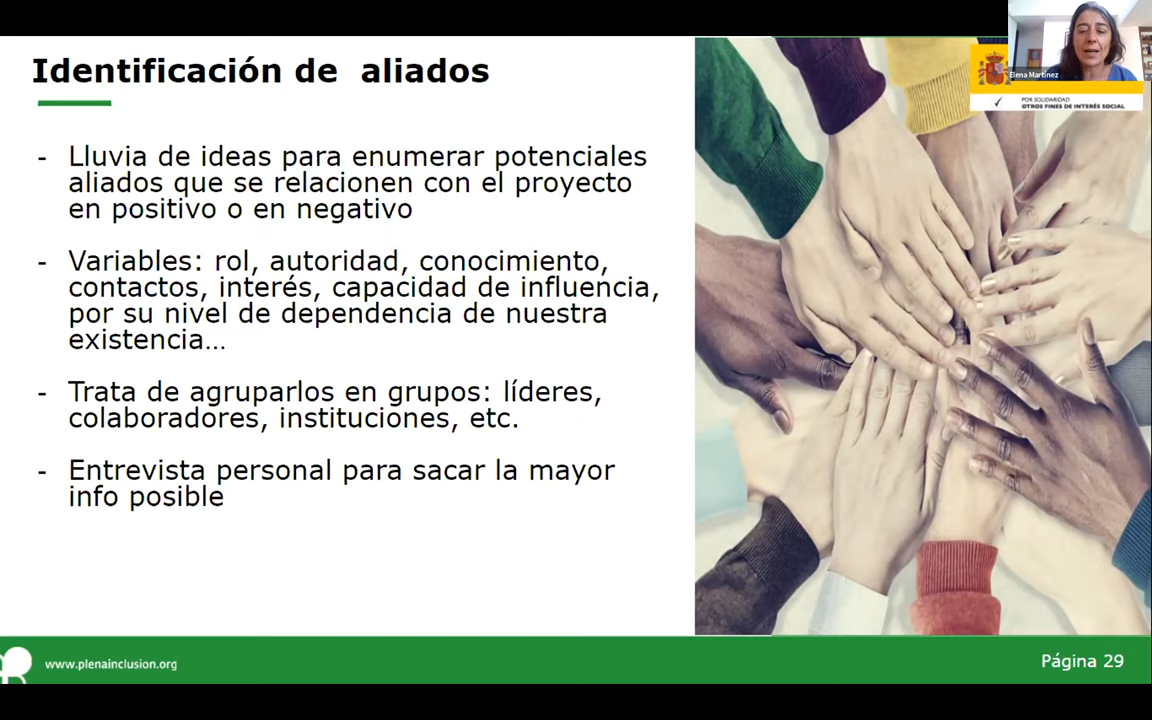 Identificación de  aliados
- Lluvia de ideas para enumerar potenciales
aliados que se relacionen con el proyecto
en positivo o en negativo
- Variables: rol, autoridad, conocimiento,
contactos, interés, capacidad de influencia,
por su nivel de dependencia de nuestra
existencia...
- Trata de agruparlos en grupos: líderes,
colaboradores, instituciones, etc.
- Entrevista personal para sacar la mayor
info posible
Elena Martínez
POR SOLIDARIDAD
OTROS FINES DE INTERÉS SOCIAL
www.plenainclusion.org
Página 29